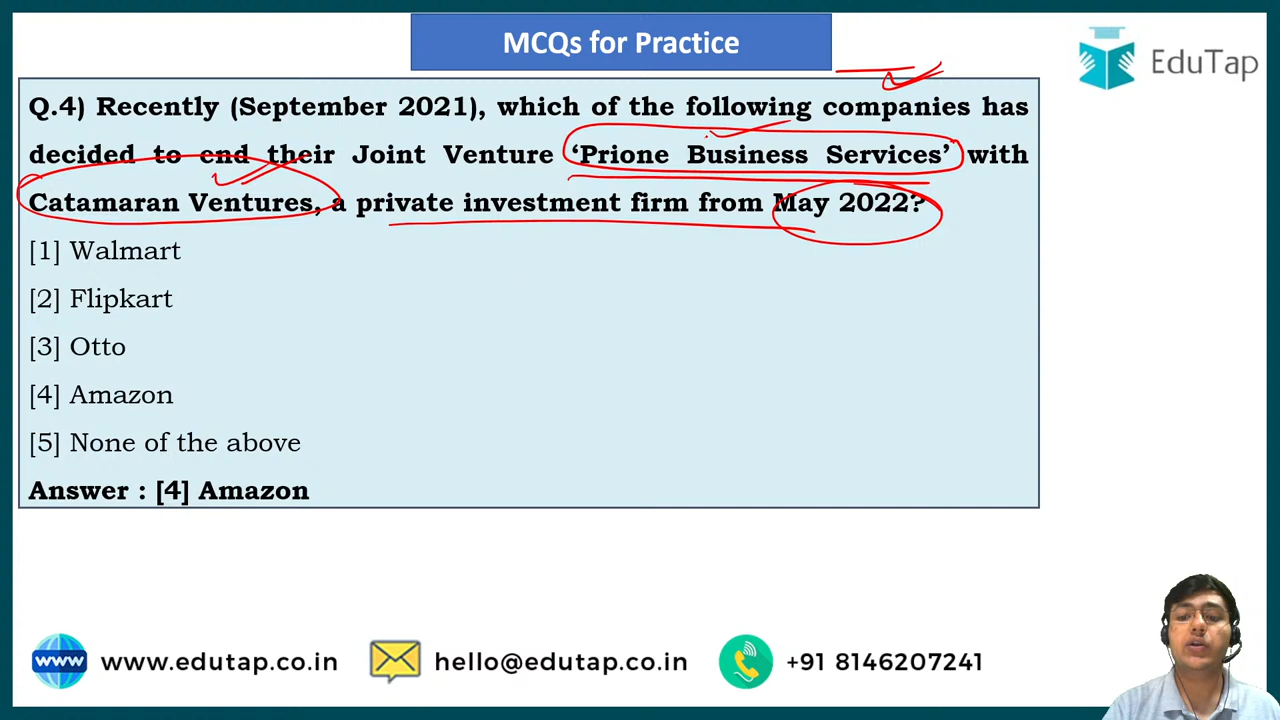 MCQs for Practice
EduTap
Q.4) Recently (September 2021), which of the following companies has
decided to end their Joint Venture ‘Prione Business Services’ with
Catamaran Ventures, a private investment firm from May 2022?
[1] Walmart
[2] Flipkart
[3] Otto
[4] Amazon
[5] None of the above
Answer : [4] Amazon
www www.edutap.co.in hello@edutap.co.in +91 8146207241